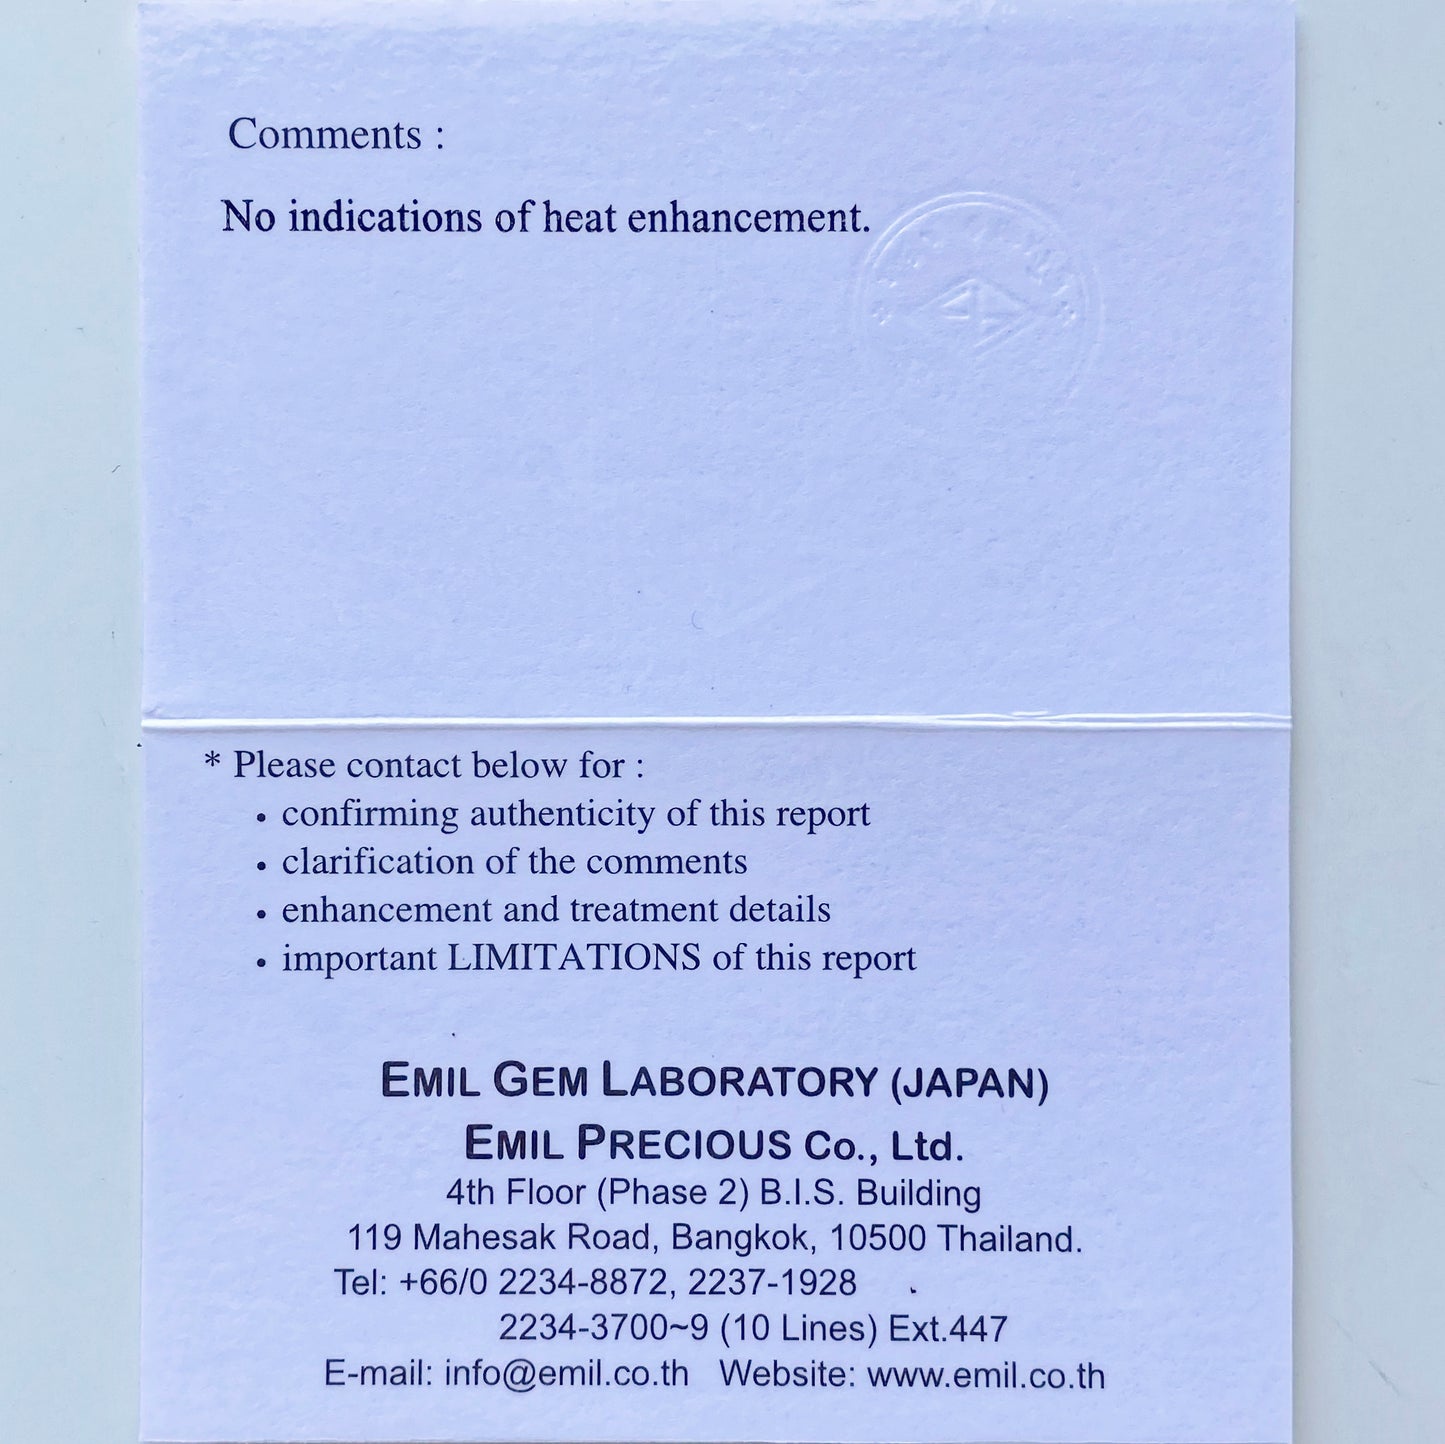 Comments :
No indications of heat enhancement.
* Please contact below for :
• confirming authenticity of this report
• clarification of the comments
• enhancement and treatment details
• important LIMITATIONS of this report
EMIL GEM LABORATORY (JAPAN)
EMIL PRECIOUS Co., Ltd.
4th Floor (Phase 2) B.I.S. Building
119 Mahesak Road, Bangkok, 10500 Thailand.
Tel: +66/0 2234-8872, 2237-1928
2234-3700~9 (10 Lines) Ext.447
E-mail: info@emil.co.th Website: www.emil.co.th